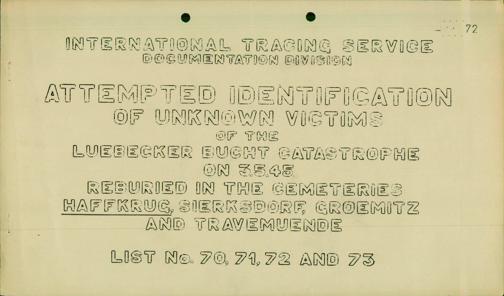 72
INTERNATIONAL TRACING SERVICE
DOCUMENTATION DIVISION
ATTEMPTED IDENTIFICATION
OF UNKNOWN VICTIMS
OF THE
LUEBECKER BUCHT CATASTROPHE
ON 3.5.45
REBURIED IN THE CEMETERIES
HAFFKRUG, SIERKSDORF, GROEMITZ
AND TRAVEMUENDE
LIST No. 70, 71, 72 AND 73